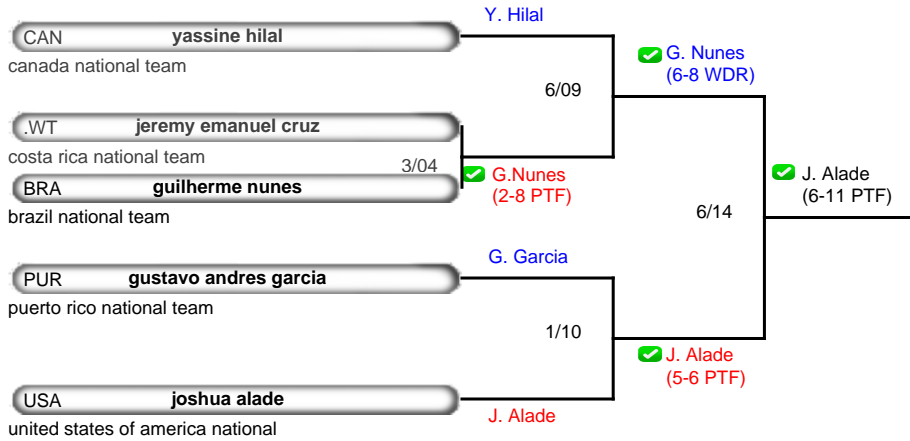 Y. Hilal
CAN yassine hilal
canada national team
6/09
G. Nunes
(6-8 WDR)
.WT jeremy emanuel cruz
costa rica national team
3/04
BRA guilherme nunes
brazil national team
G.Nunes
(2-8 PTF)
6/14
J. Alade
(6-11 PTF)
G. Garcia
PUR gustavo andres garcia
puerto rico national team
1/10
J. Alade
(5-6 PTF)
USA joshua alade
J. Alade
united states of america national